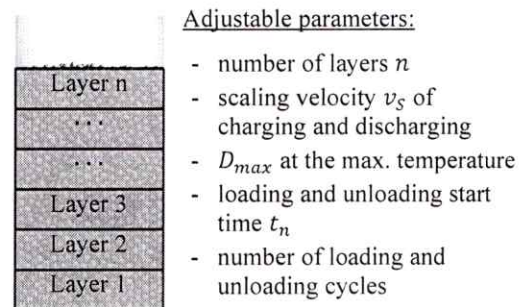 Adjustable parameters:
Layer n
...
...
Layer 3
Layer 2
Layer 1
- number of layers n
- scaling velocity v_S of
charging and discharging
- D_max at the max. temperature
- loading and unloading start
time t_n
- number of loading and
unloading cycles